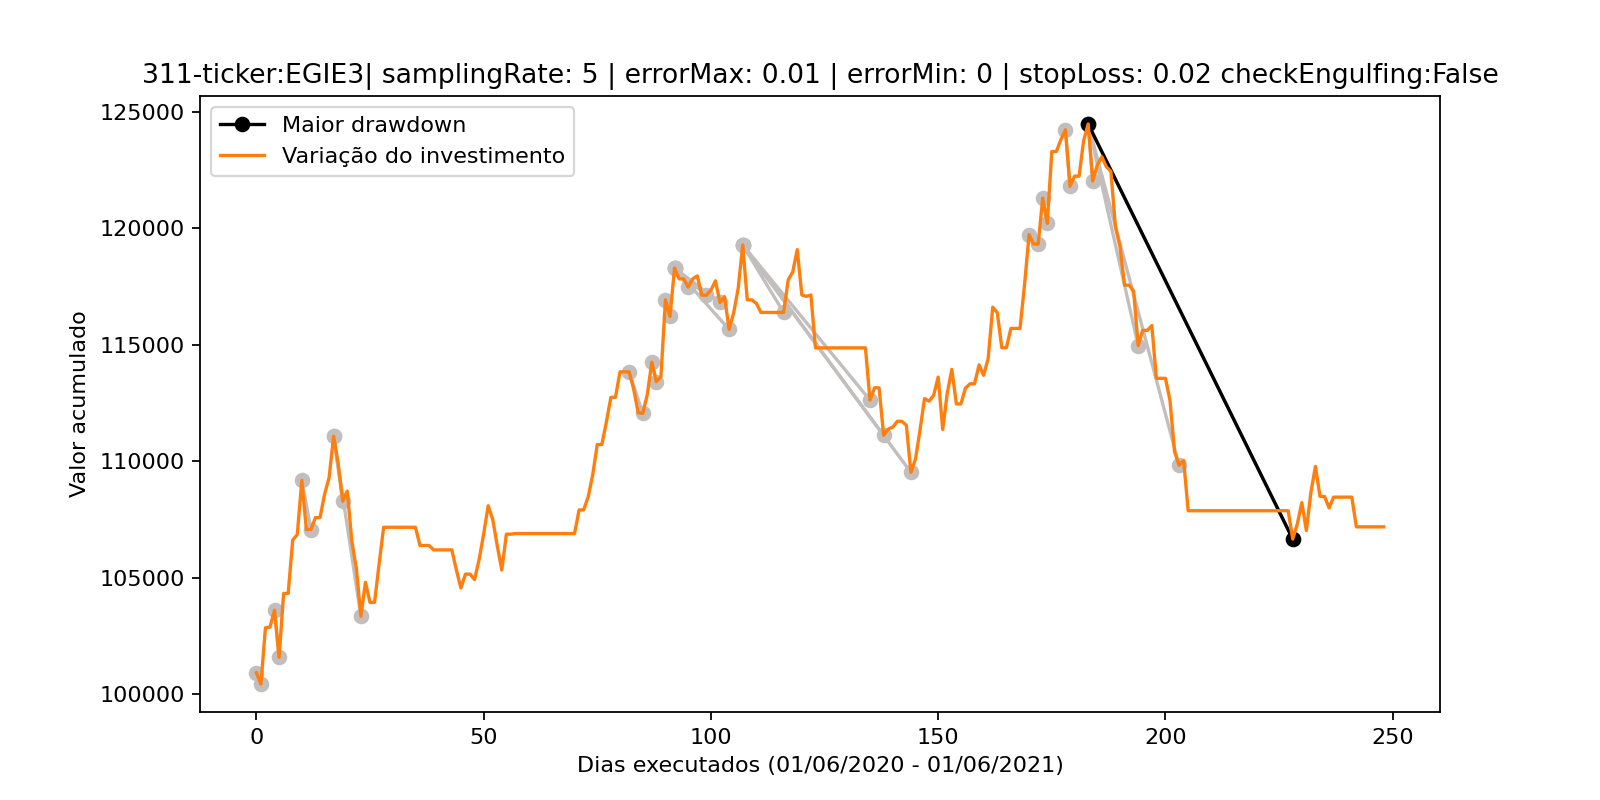 311-ticker:EGIE3| samplingRate: 5 | errorMax: 0.01 | errorMin: 0 | stopLoss: 0.02 checkEngulfing:False
Maior drawdown
Variação do investimento
Valor acumulado
125000
120000
115000
110000
105000
100000
0 50 100 150 200 250
Dias executados (01/06/2020 - 01/06/2021)